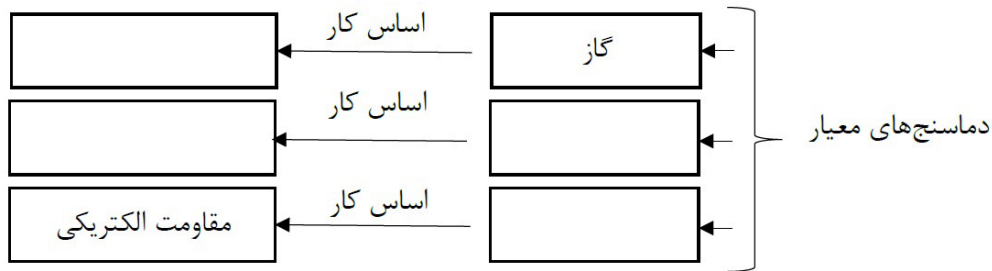 دماسنج‌های معیار
گاز
اساس کار
اساس کار
اساس کار
مقاومت الکتریکی